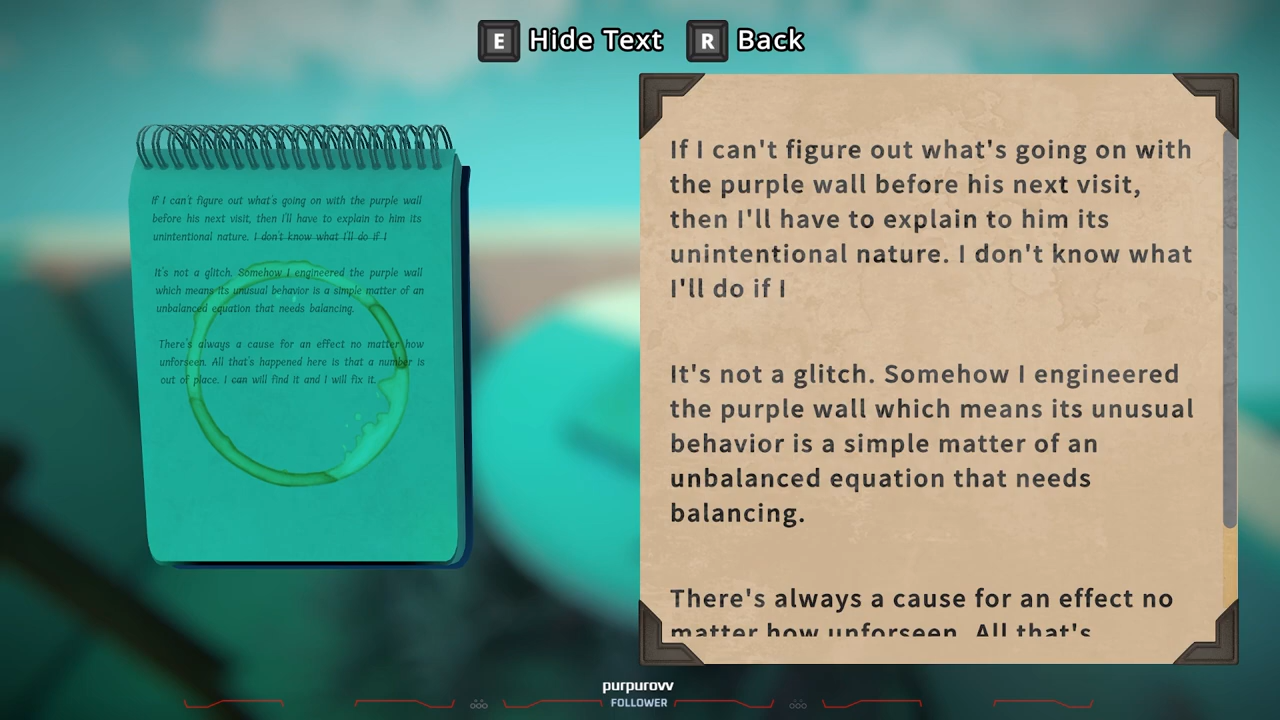 E Hide Text R Back
If I can't figure out what's going on with the purple wall
before his next visit, then I'll have to explain to him its
unintentional nature. I don't know what I'll do if I
It's not a glitch. Somehow I engineered the purple wall
which means its unusual behavior is a simple matter of an
unbalanced equation that needs balancing.
There's always a cause for an effect no matter how
unforseen. All that's happened here is that a number is
out of place. I can will find it and I will fix it.
If I can't figure out what's going on with
the purple wall before his next visit,
then I'll have to explain to him its
unintentional nature. I don't know what
I'll do if I
It's not a glitch. Somehow I engineered
the purple wall which means its unusual
behavior is a simple matter of an
unbalanced equation that needs
balancing.
There's always a cause for an effect no
matter how unforseen. All that's
purpurovv
FOLLOWER